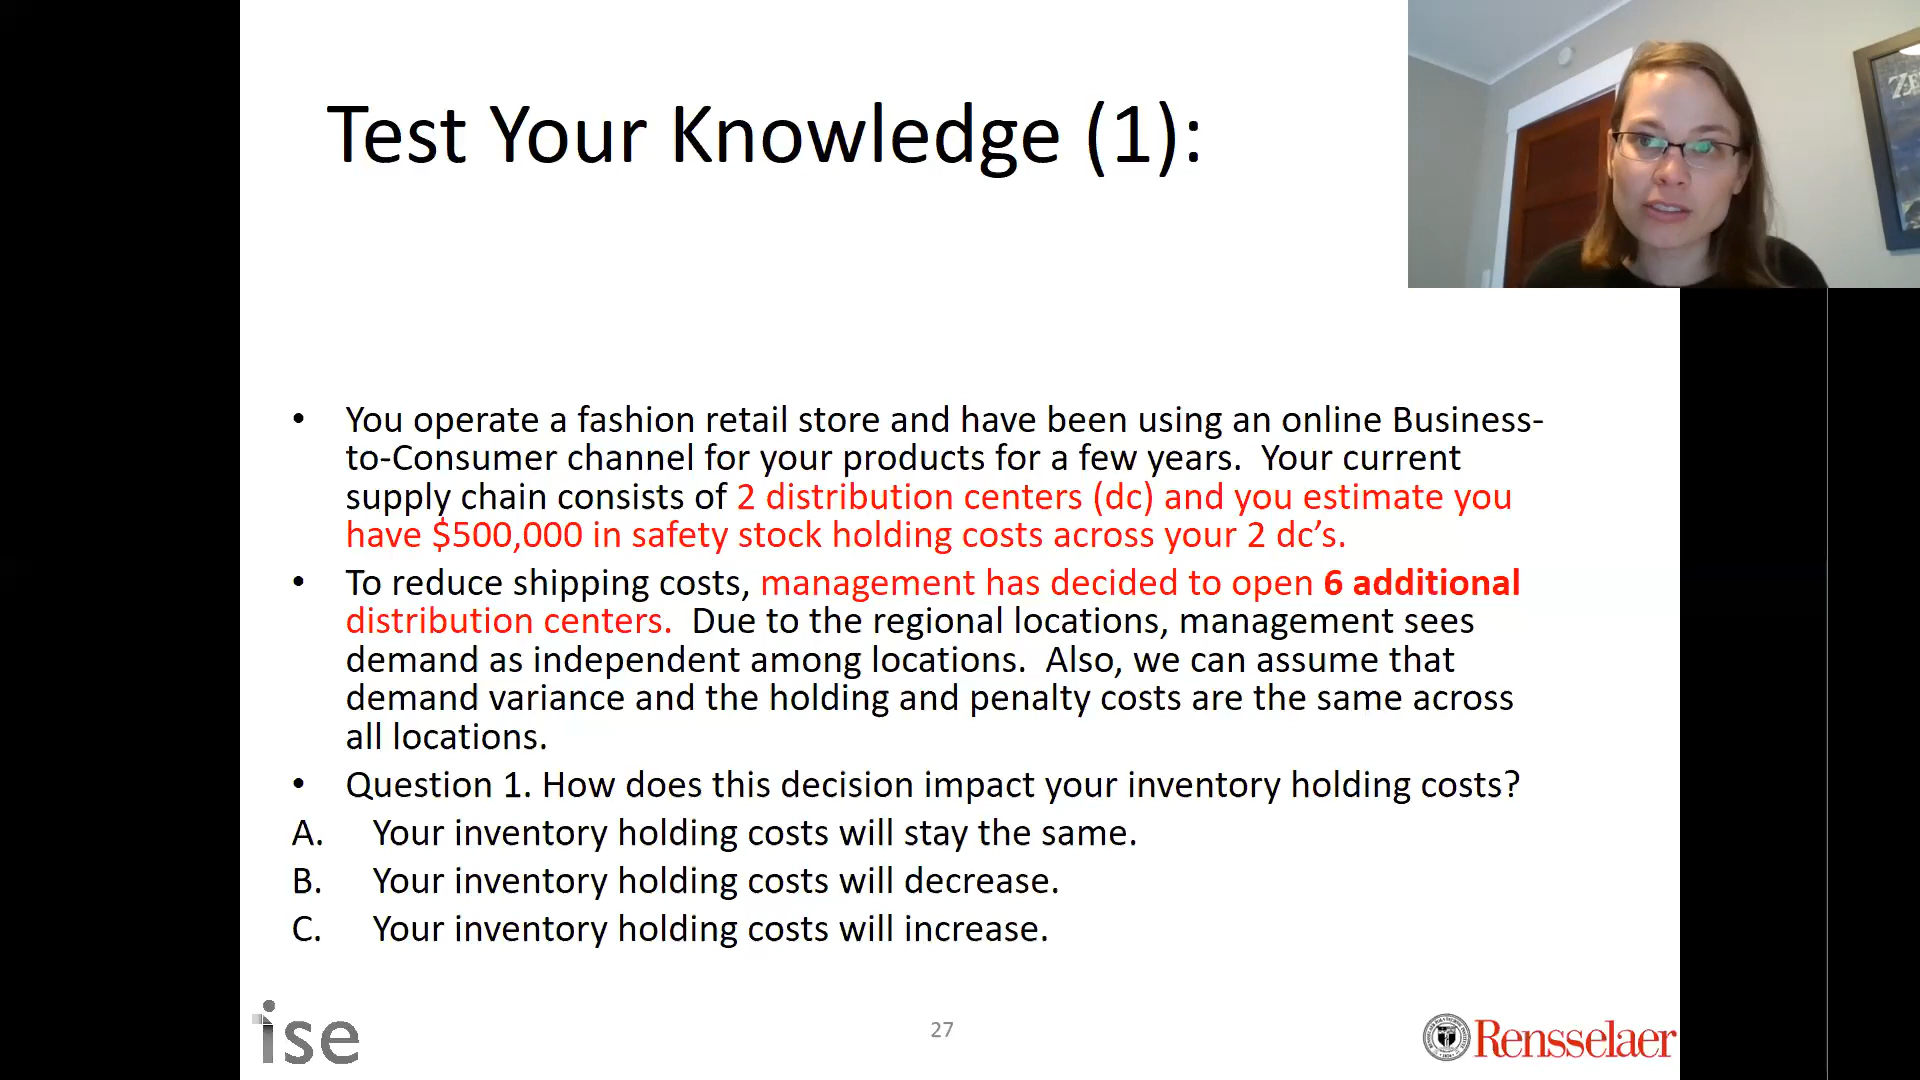 Test Your Knowledge (1):
• You operate a fashion retail store and have been using an online Business-
to-Consumer channel for your products for a few years. Your current
supply chain consists of 2 distribution centers (dc) and you estimate you
have $500,000 in safety stock holding costs across your 2 dc’s.
• To reduce shipping costs, management has decided to open 6 additional
distribution centers. Due to the regional locations, management sees
demand as independent among locations. Also, we can assume that
demand variance and the holding and penalty costs are the same across
all locations.
• Question 1. How does this decision impact your inventory holding costs?
A. Your inventory holding costs will stay the same.
B. Your inventory holding costs will decrease.
C. Your inventory holding costs will increase.
ise
27
Rensselaer